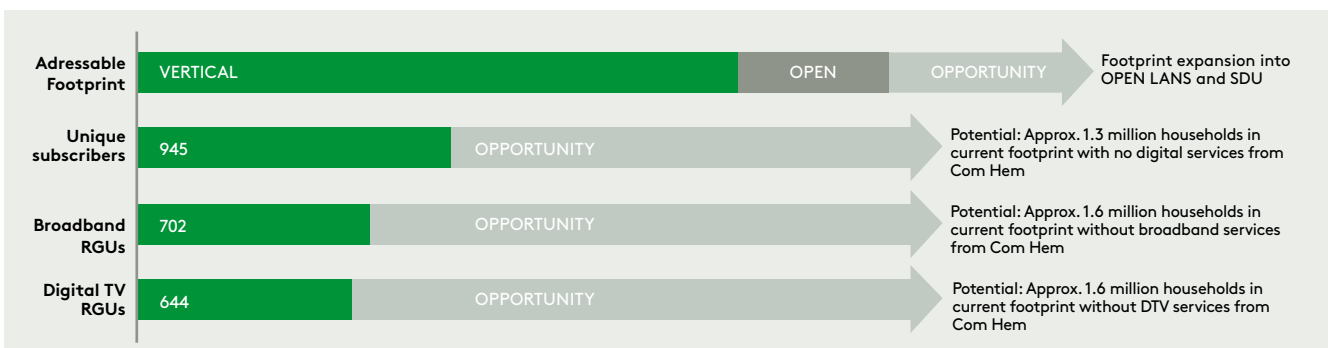 Adressable
Footprint
VERTICAL
OPEN
OPPORTUNITY
Footprint expansion into
OPEN LANS and SDU
Unique
subscribers
945
OPPORTUNITY
Potential: Approx. 1.3 million households in
current footprint with no digital services from
Com Hem
Broadband
RGUs
702
OPPORTUNITY
Potential: Approx. 1.6 million households in
current footprint without broadband services
from Com Hem
Digital TV
RGUs
644
OPPORTUNITY
Potential: Approx. 1.6 million households in
current footprint without DTV services from
Com Hem